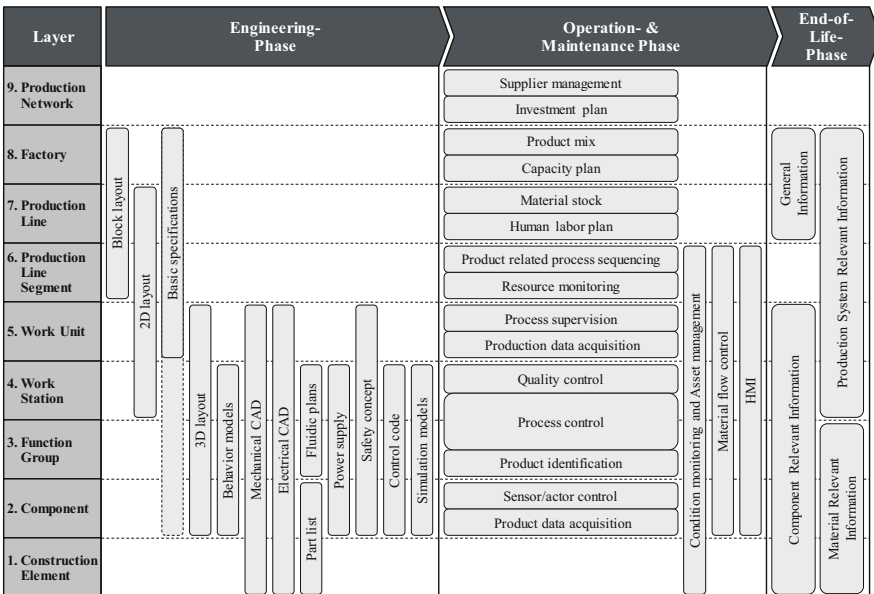 Layer
Engineering-
Phase
Operation- &
Maintenance Phase
End-of-
Life-
Phase
9. Production
Network
8. Factory
7. Production
Line
6. Production
Line
Segment
5. Work Unit
4. Work
Station
3. Function
Group
2. Component
1. Construction
Element
Block layout
2D layout
Basic specifications
3D layout
Behavior models
Mechanical CAD
Electrical CAD
Fluidic plans
Part list
Power supply
Safety concept
Control code
Simulation models
Supplier management
Investment plan
Product mix
Capacity plan
Material stock
Human labor plan
Product related process sequencing
Resource monitoring
Process supervision
Production data acquisition
Quality control
Process control
Product identification
Sensor/actor control
Product data acquisition
Condition monitoring and Asset management
Material flow control
HMI
General
Information
Component Relevant Information
Production System Relevant Information
Material Relevant
Information